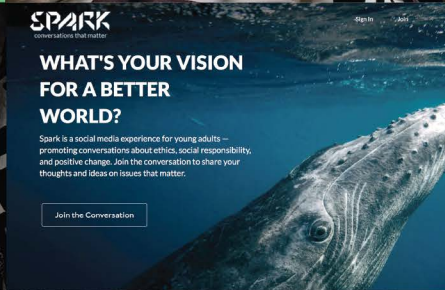 SPARK
conversations that matter
Sign In Join
WHAT'S YOUR VISION
FOR A BETTER
WORLD?
Spark is a social media experience for young adults —
promoting conversations about ethics, social responsibility,
and positive change. Join the conversation to share your
thoughts and ideas on issues that matter.
Join the Conversation